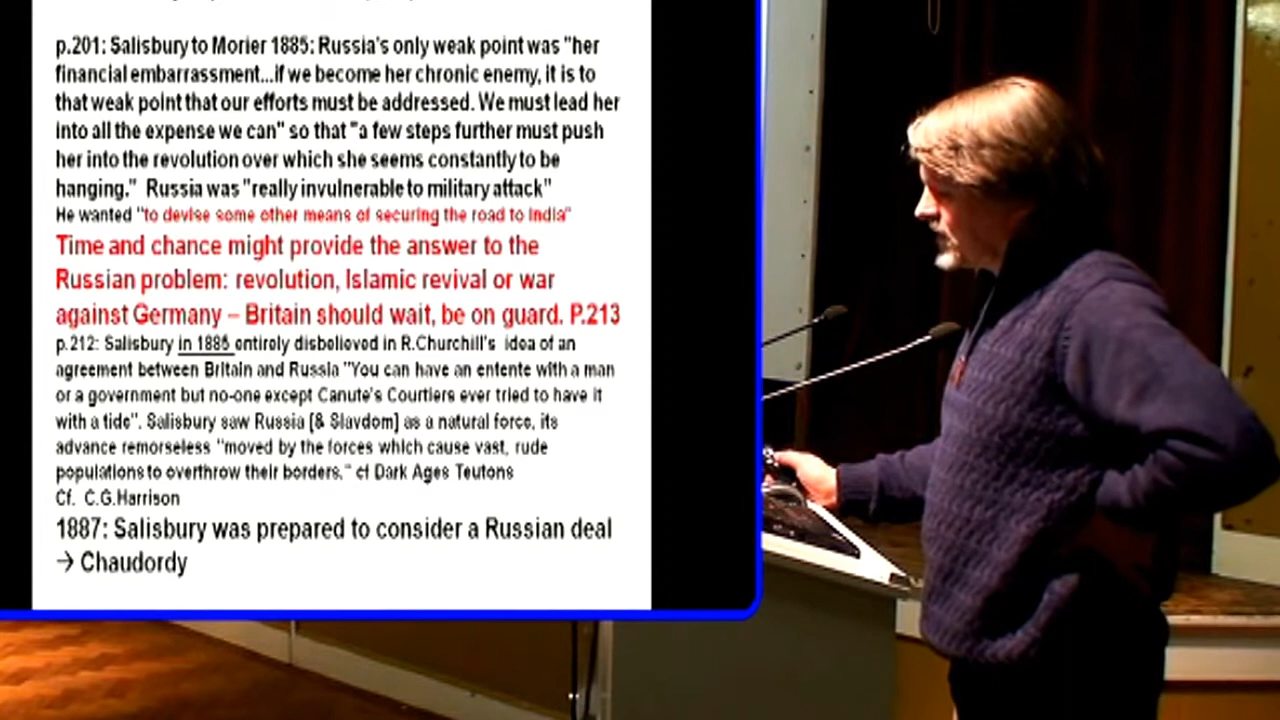 p.201: Salisbury to Morier 1885: Russia's only weak point was "her
financial embarrassment...if we become her chronic enemy, it is to
that weak point that our efforts must be addressed. We must lead her
into all the expense we can" so that "a few steps further must push
her into the revolution over which she seems constantly to be
hanging." Russia was "really invulnerable to military attack"
He wanted "to devise some other means of securing the road to India"
Time and chance might provide the answer to the
Russian problem: revolution, Islamic revival or war
against Germany – Britain should wait, be on guard. P.213
p.212: Salisbury in 1885 entirely disbelieved in R.Churchill's idea of an
agreement between Britain and Russia "You can have an entente with a man
or a government but no-one except Canute's Courtiers ever tried to have it
with a tide". Salisbury saw Russia [& Slavdom] as a natural force, its
advance remorseless "moved by the forces which cause vast, rude
populations to overthrow their borders." cf Dark Ages Teutons
Cf. C.G.Harrison
1887: Salisbury was prepared to consider a Russian deal
→ Chaudordy